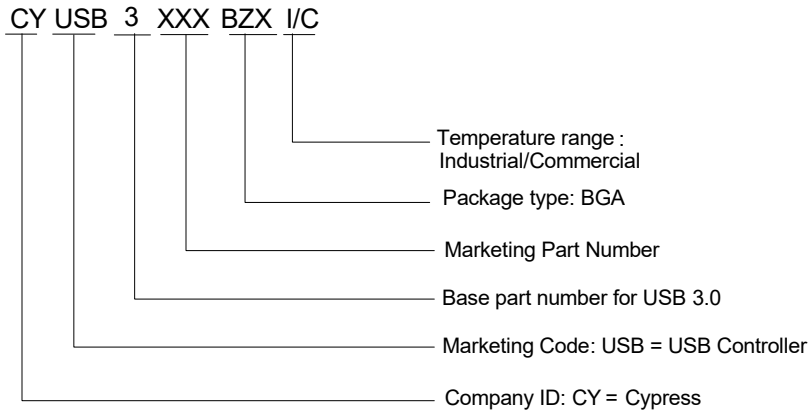 CY USB 3 XXX BZX I/C
Temperature range :
Industrial/Commercial
Package type: BGA
Marketing Part Number
Base part number for USB 3.0
Marketing Code: USB = USB Controller
Company ID: CY = Cypress